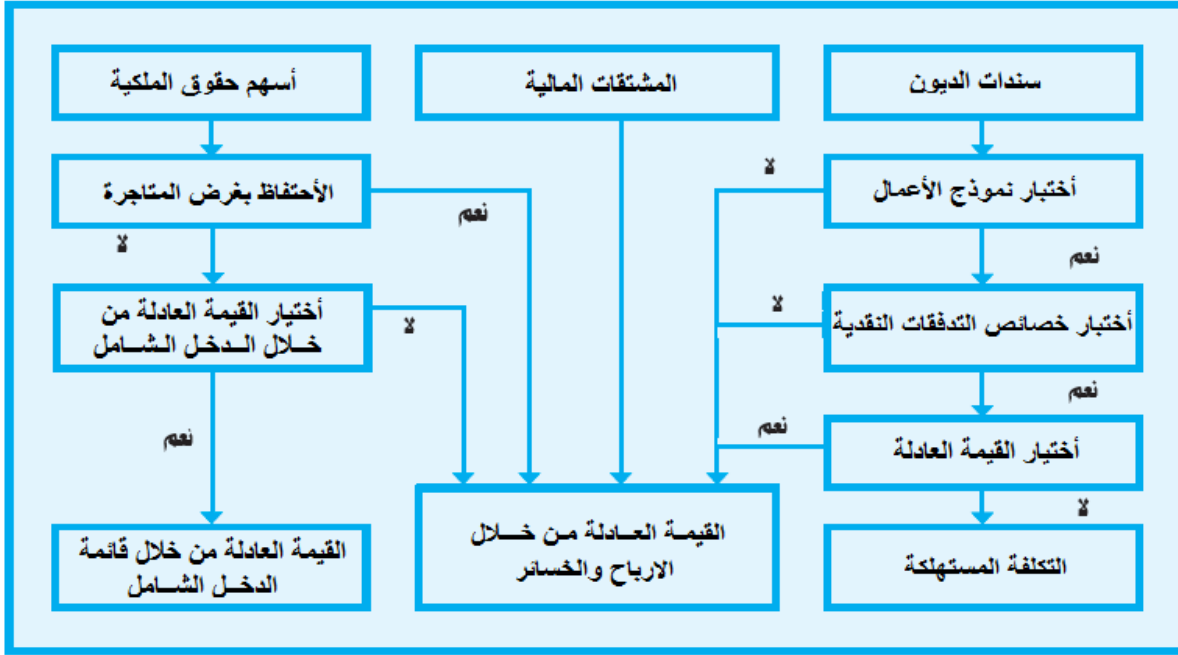 سندات الديون
المشتقات المالية
أسهم حقوق الملكية
أختبار نموذج الأعمال
لا
الأحتفاظ بغرض المتاجرة
نعم
نعم
لا
أختبار خصائص التدفقات النقدية
لا
أختيار القيمة العادلة من
خلال الدخل الشامل
لا
نعم
أختيار القيمة العادلة
نعم
نعم
لا
التكلفة المستهلكة
القيمة العادلة من خلال
الارباح والخسائر
القيمة العادلة من خلال قائمة
الدخل الشامل